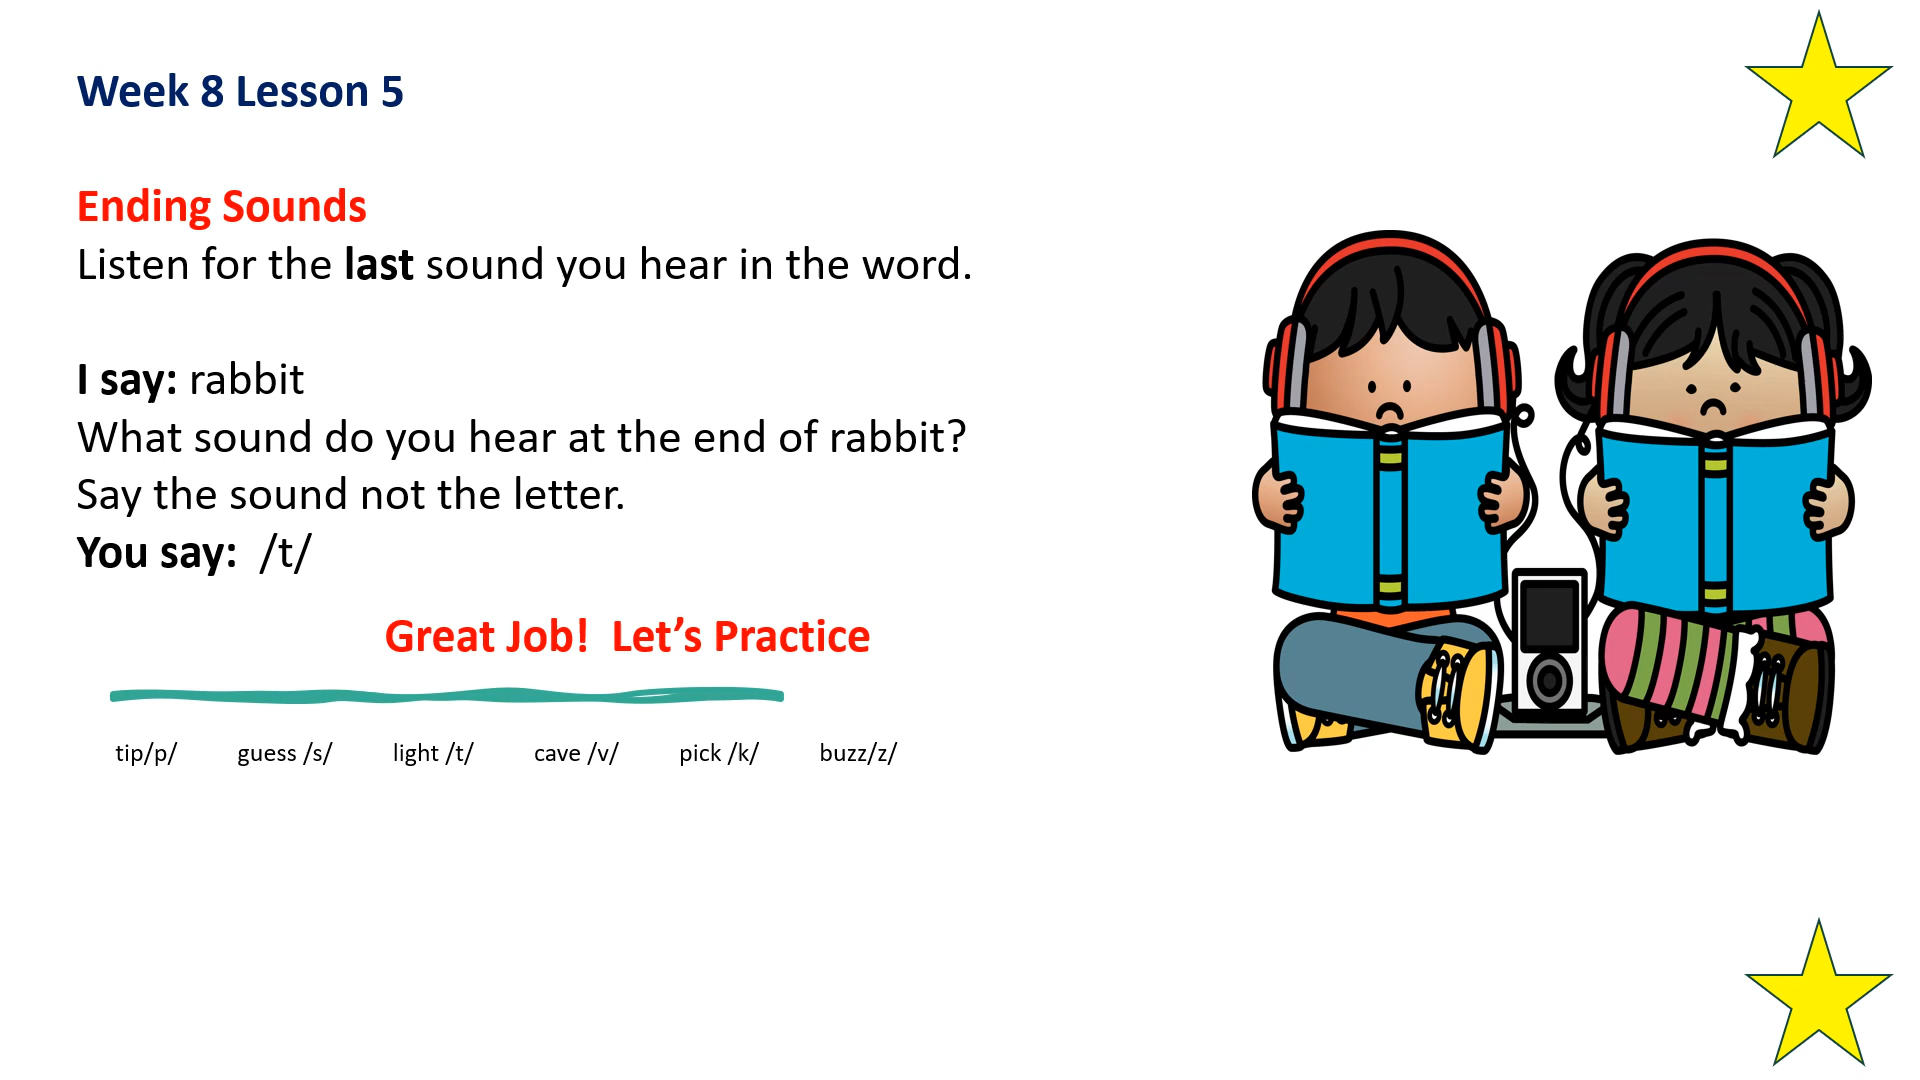 Week 8 Lesson 5
Ending Sounds
Listen for the last sound you hear in the word.
I say: rabbit
What sound do you hear at the end of rabbit?
Say the sound not the letter.
You say:  /t/
Great Job!  Let’s Practice
tip/p/ guess /s/ light /t/ cave /v/ pick /k/ buzz/z/